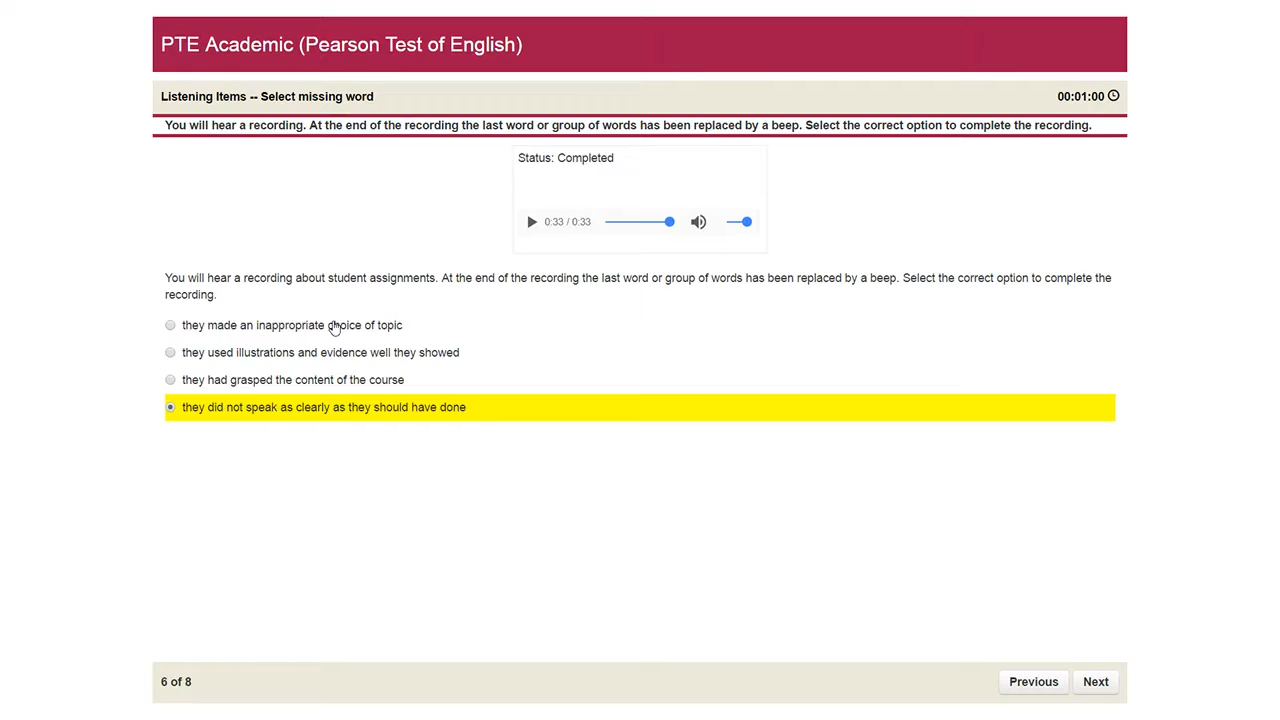 PTE Academic (Pearson Test of English)
Listening Items -- Select missing word
00:01:00
You will hear a recording. At the end of the recording the last word or group of words has been replaced by a beep. Select the correct option to complete the recording.
Status: Completed
0:33 / 0:33
You will hear a recording about student assignments. At the end of the recording the last word or group of words has been replaced by a beep. Select the correct option to complete the
recording.
they made an inappropriate choice of topic
they used illustrations and evidence well they showed
they had grasped the content of the course
they did not speak as clearly as they should have done
6 of 8
Previous
Next